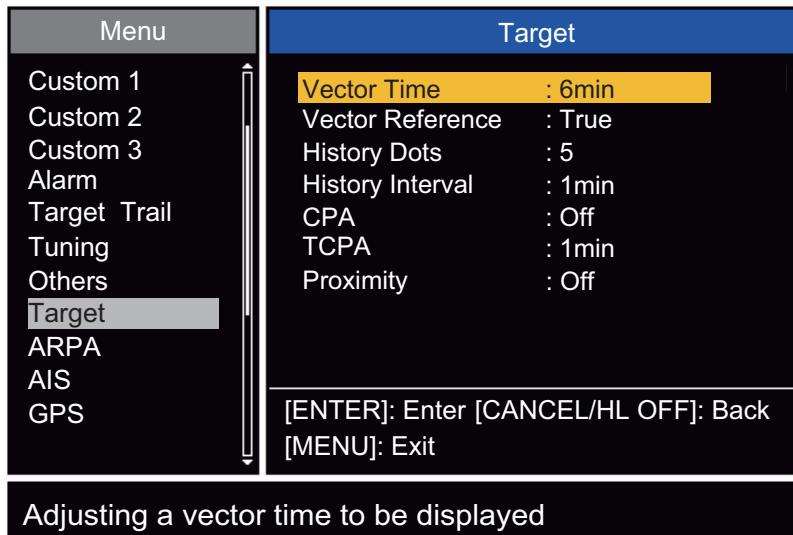 Menu
Custom 1
Custom 2
Custom 3
Alarm
Target Trail
Tuning
Others
Target
ARPA
AIS
GPS
Target
Vector Time : 6min
Vector Reference : True
History Dots : 5
History Interval : 1min
CPA : Off
TCPA : 1min
Proximity : Off
[ENTER]: Enter [CANCEL/HL OFF]: Back
[MENU]: Exit
Adjusting a vector time to be displayed